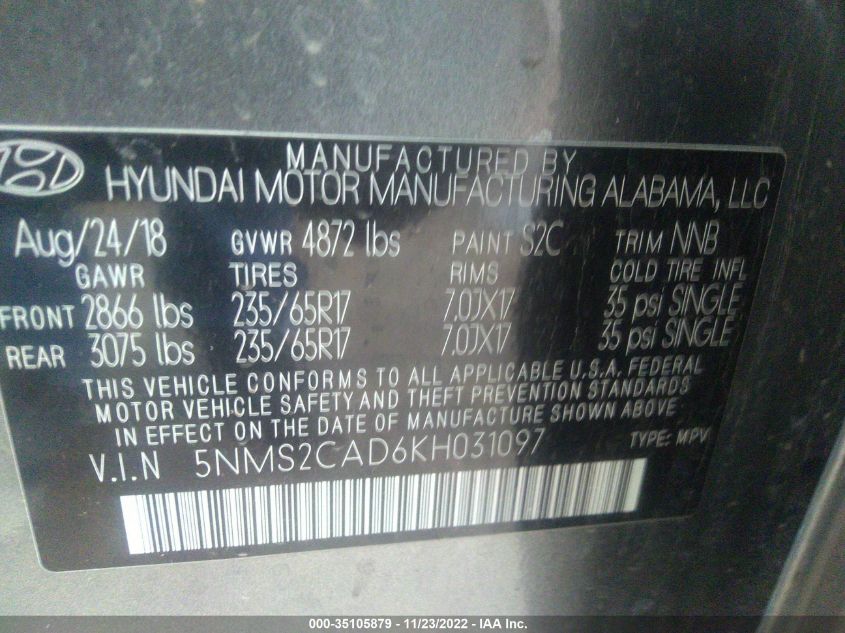 MANUFACTURED BY
HYUNDAI MOTOR MANUFACTURING ALABAMA, LLC
Aug/24/18 GVWR 4872 lbs PAINT S2C TRIM NNB
GAWR TIRES RIMS COLD TIRE INFL
FRONT 2866 lbs 235/65R17 7.0JX17 35 psi SINGLE
REAR 3075 lbs 235/65R17 7.0JX17 35 psi SINGLE
THIS VEHICLE CONFORMS TO ALL APPLICABLE U.S.A. FEDERAL
MOTOR VEHICLE SAFETY AND THEFT PREVENTION STANDARDS
IN EFFECT ON THE DATE OF MANUFACTURE SHOWN ABOVE
V.I.N 5NMS2CAD6KH031097 TYPE: MPV
000-35105879 - 11/23/2022 - IAA Inc.